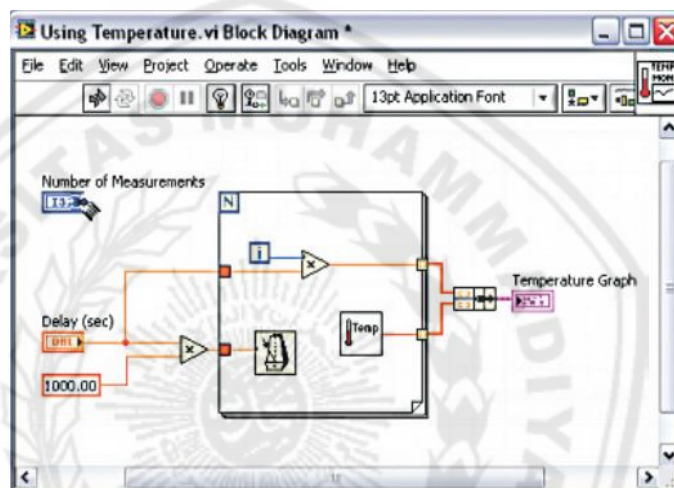 Using Temperature.vi Block Diagram *
File Edit View Project Operate Tools Window Help
TEMP
13pt Application Font
Number of Measurements
N
i
x
Temperature Graph
Delay (sec)
Temp
x
1000.00